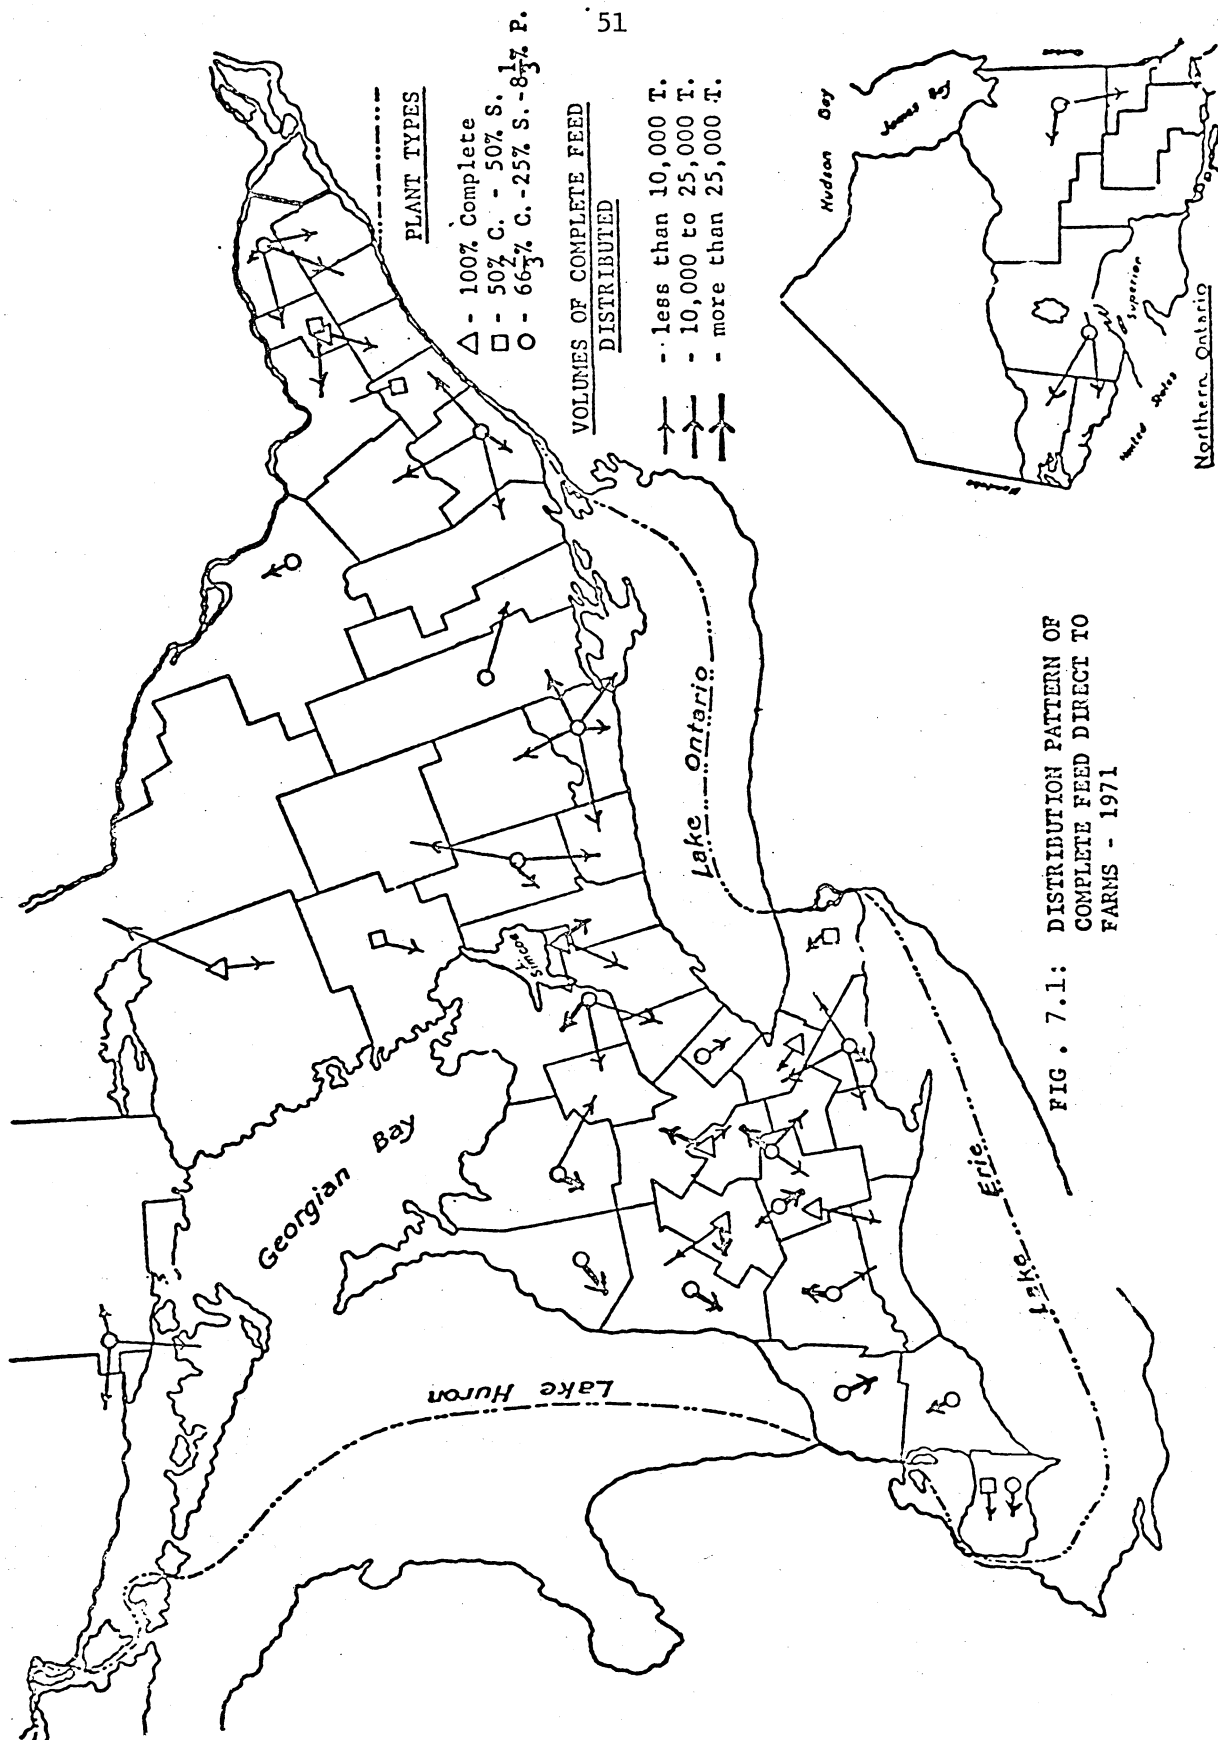 51
PLANT TYPES
△ - 100% Complete
□ - 50% C. - 50% S.
○ - 66⅔% C.-25% S.-8⅓% P.
VOLUMES OF COMPLETE FEED
DISTRIBUTED
- less than 10,000 T.
- 10,000 to 25,000 T.
- more than 25,000 T.
Hudson Bay
James Bay
Superior
United States
Northern Ontario
Lake Ontario
L. Simcoe
Georgian Bay
Lake Huron
Lake Erie
FIG. 7.1: DISTRIBUTION PATTERN OF
COMPLETE FEED DIRECT TO
FARMS - 1971